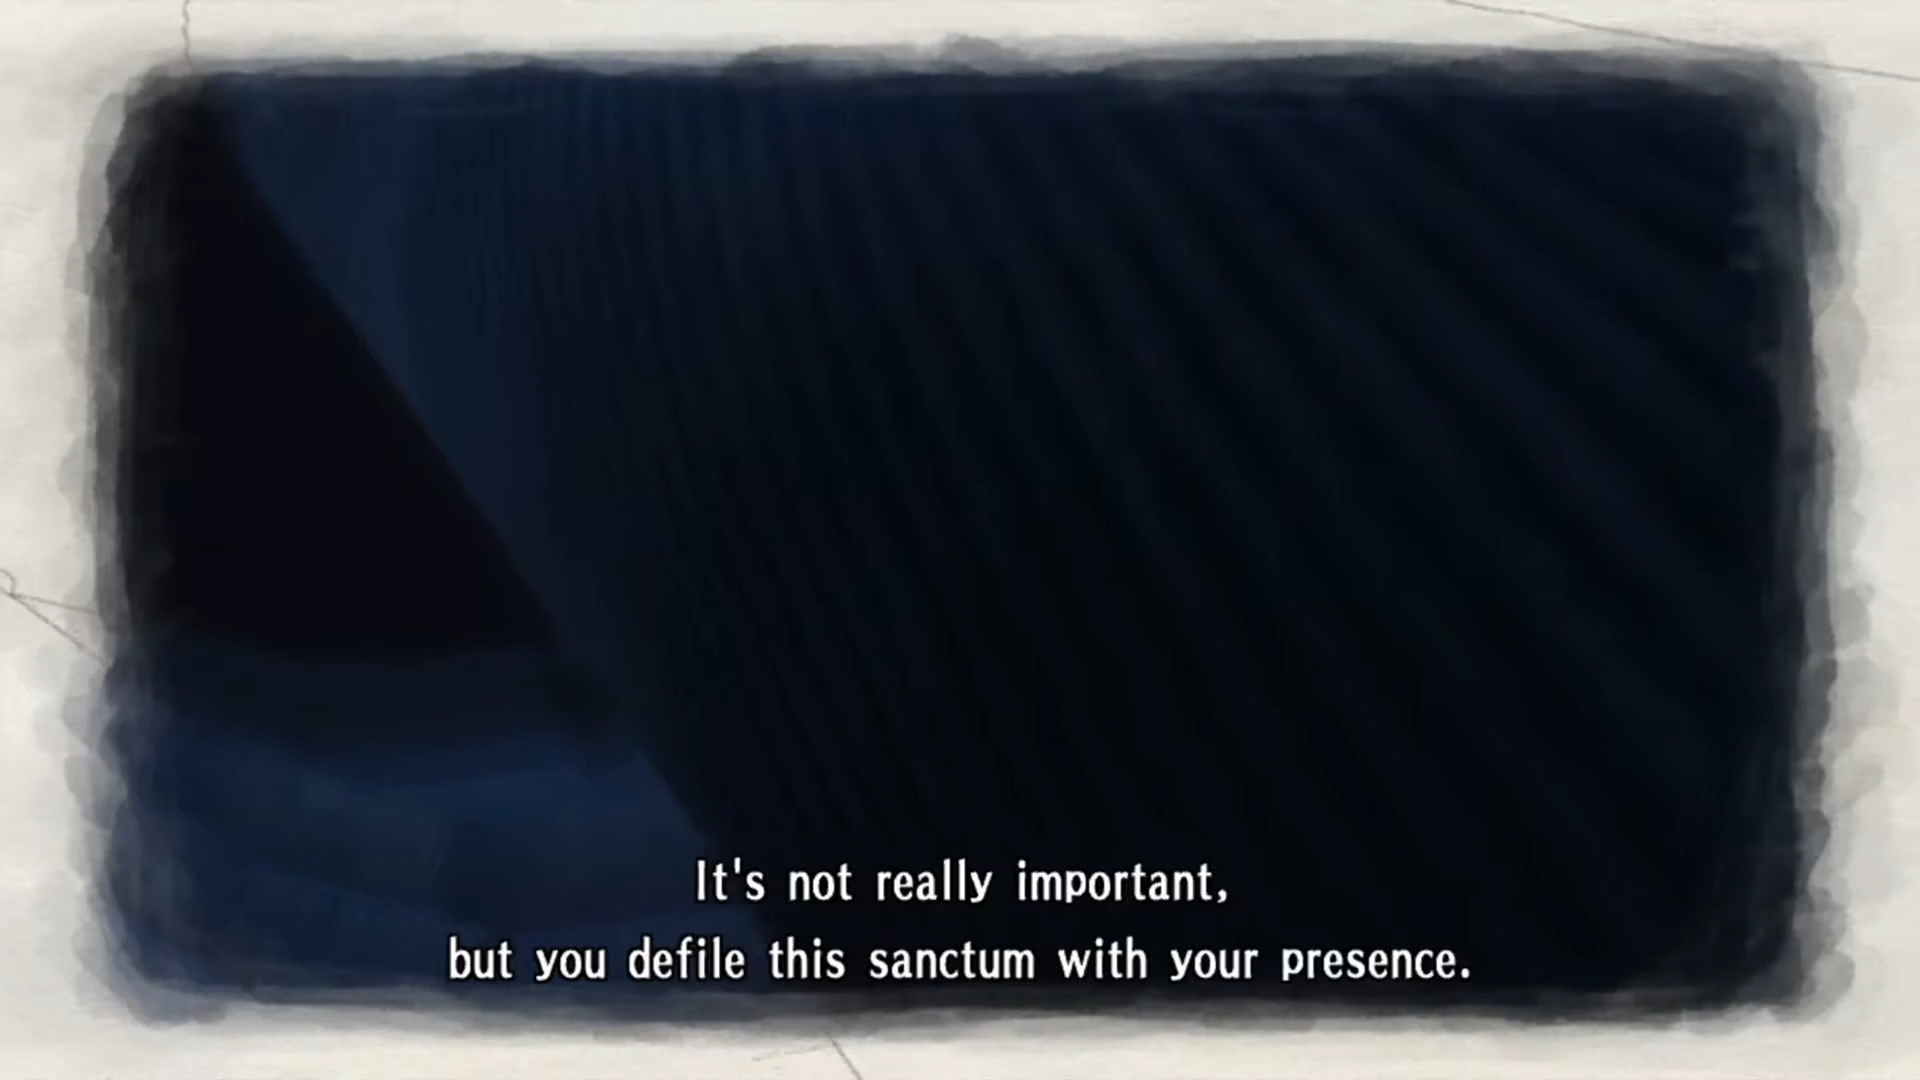 It's not really important,
but you defile this sanctum with your presence.